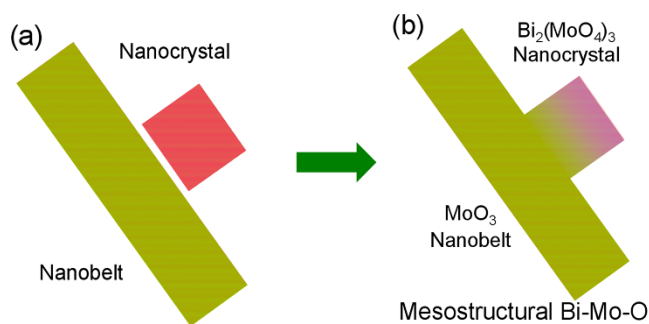 (a)
Nanocrystal
Nanobelt
(b)
Bi₂(MoO₄)₃
Nanocrystal
MoO₃
Nanobelt
Mesostructural Bi-Mo-O